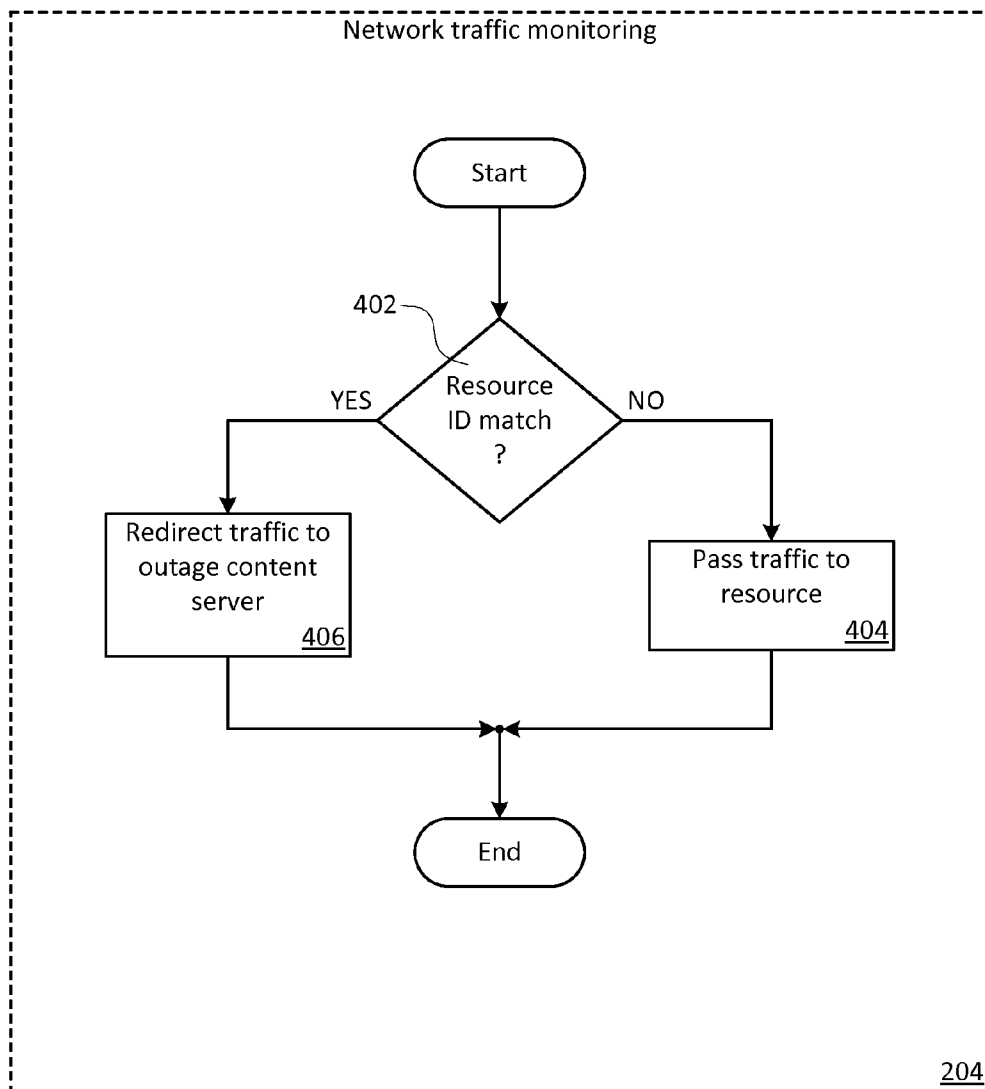 Network traffic monitoring
Start
402
Resource
ID match
?
YES
NO
Redirect traffic to
outage content
server
406
Pass traffic to
resource
404
End
204